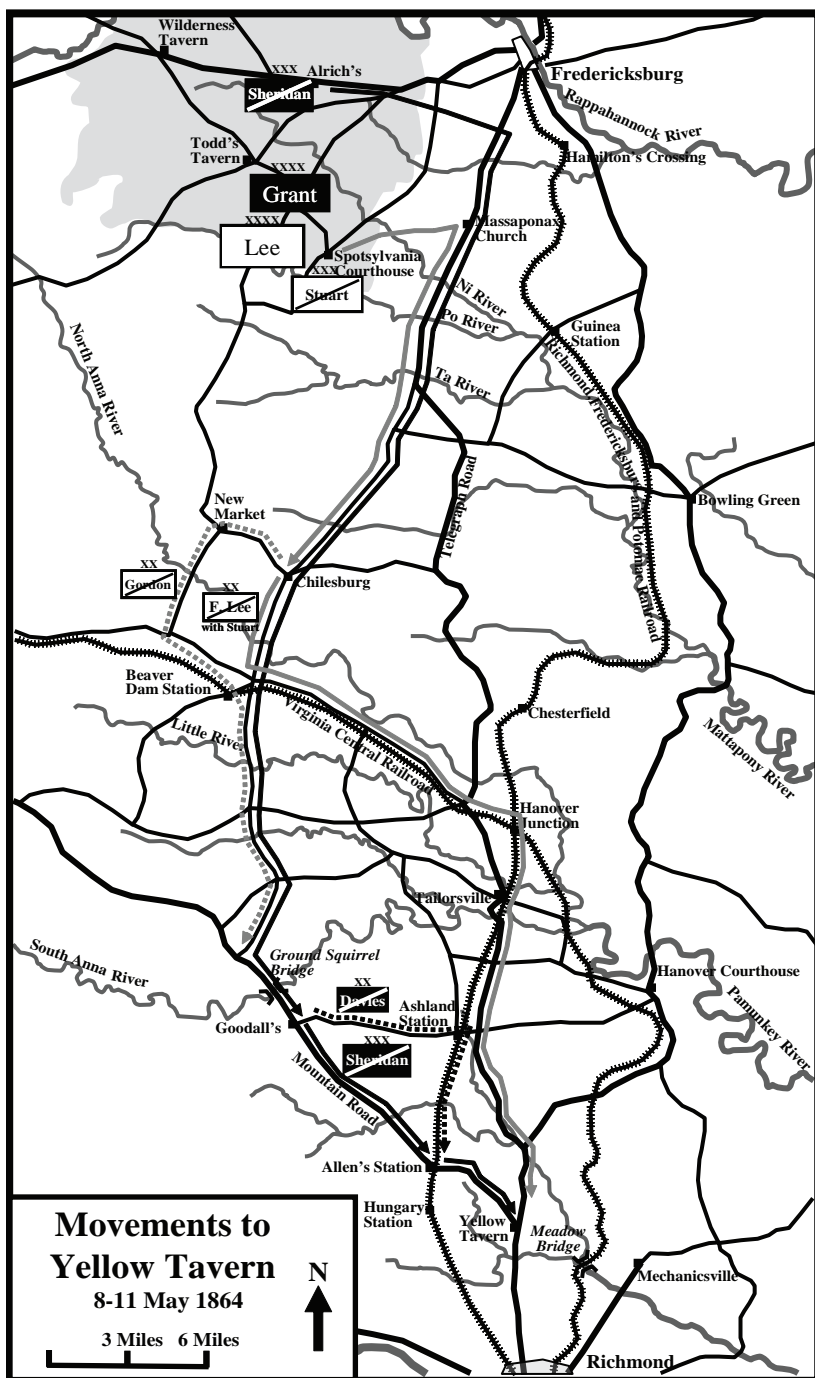 Wilderness
Tavern
XXX
Alrich's
Sheridan
Fredericksburg
Rappahannock River
Todd's
Tavern
Hamilton's Crossing
XXXX
Grant
XXXX
Lee
Massaponax
Church
Spotsylvania
Courthouse
XXX
Stuart
Ni River
Po River
Guinea
Station
North Anna River
Ta River
Richmond Fredericksburg and Potomac Railroad
New
Market
Telegraph Road
Bowling Green
XX
Gordon
XX
F. Lee
with Stuart
Chilesburg
Beaver
Dam Station
Chesterfield
Little River
Virginia Central Railroad
Mattapony River
Hanover
Junction
Tailorsville
South Anna River
Ground Squirrel
Bridge
XX
Davies
Ashland
Station
Hanover Courthouse
Pamunkey River
Goodall's
XXX
Sheridan
Mountain Road
Allen's Station
Hungary
Station
Yellow
Tavern
Meadow
Bridge
Mechanicsville
Richmond
Movements to
Yellow Tavern
8-11 May 1864
N
3 Miles 6 Miles